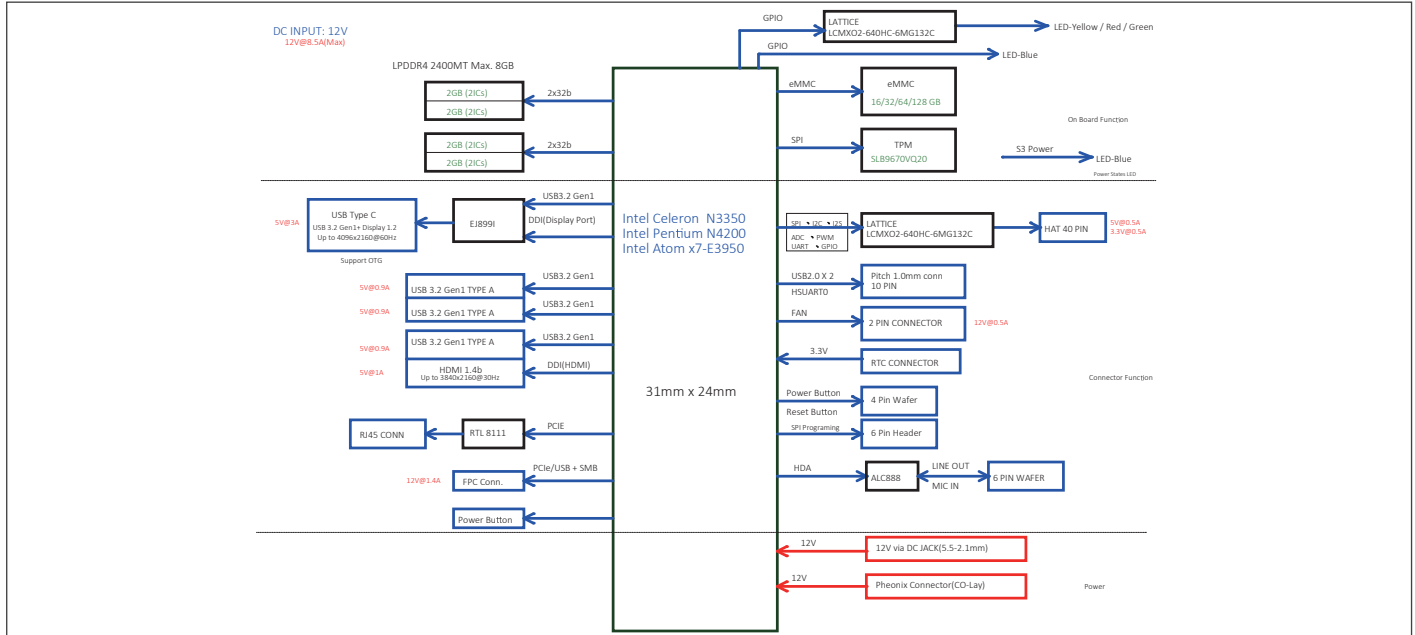 DC INPUT: 12V
12V@8.5A(Max)
GPIO
LATTICE
LCMXO2-640HC-6MG132C
LED-Yellow / Red / Green
GPIO
LED-Blue
LPDDR4 2400MT Max. 8GB
2GB (2ICs)
2GB (2ICs)
2x32b
eMMC
eMMC
16/32/64/128 GB
On Board Function
2GB (2ICs)
2GB (2ICs)
2x32b
SPI
TPM
SLB9670VQ20
S3 Power
LED-Blue
Power States LED
5V@3A
USB Type C
USB 3.2 Gen1+ Display 1.2
Up to 4096x2160@60Hz
Support OTG
EJ899I
USB3.2 Gen1
DDI(Display Port)
Intel Celeron N3350
Intel Pentium N4200
Intel Atom x7-E3950
SPI、I2C、I2S
ADC、PWM
UART、GPIO
LATTICE
LCMXO2-640HC-6MG132C
HAT 40 PIN
5V@0.5A
3.3V@0.5A
5V@0.9A
USB 3.2 Gen1 TYPE A
USB3.2 Gen1
5V@0.9A
USB 3.2 Gen1 TYPE A
USB3.2 Gen1
USB2.0 X 2
HSUART0
Pitch 1.0mm conn
10 PIN
FAN
2 PIN CONNECTOR
12V@0.5A
5V@0.9A
USB 3.2 Gen1 TYPE A
USB3.2 Gen1
5V@1A
HDMI 1.4b
Up to 3840x2160@30Hz
DDI(HDMI)
3.3V
RTC CONNECTOR
Connector Function
31mm x 24mm
Power Button
Reset Button
4 Pin Wafer
SPI Programing
6 Pin Header
RJ45 CONN
RTL 8111
PCIE
HDA
ALC888
LINE OUT
MIC IN
6 PIN WAFER
12V@1.4A
FPC Conn.
PCIe/USB + SMB
Power Button
12V
12V via DC JACK(5.5-2.1mm)
12V
Pheonix Connector(CO-Lay)
Power